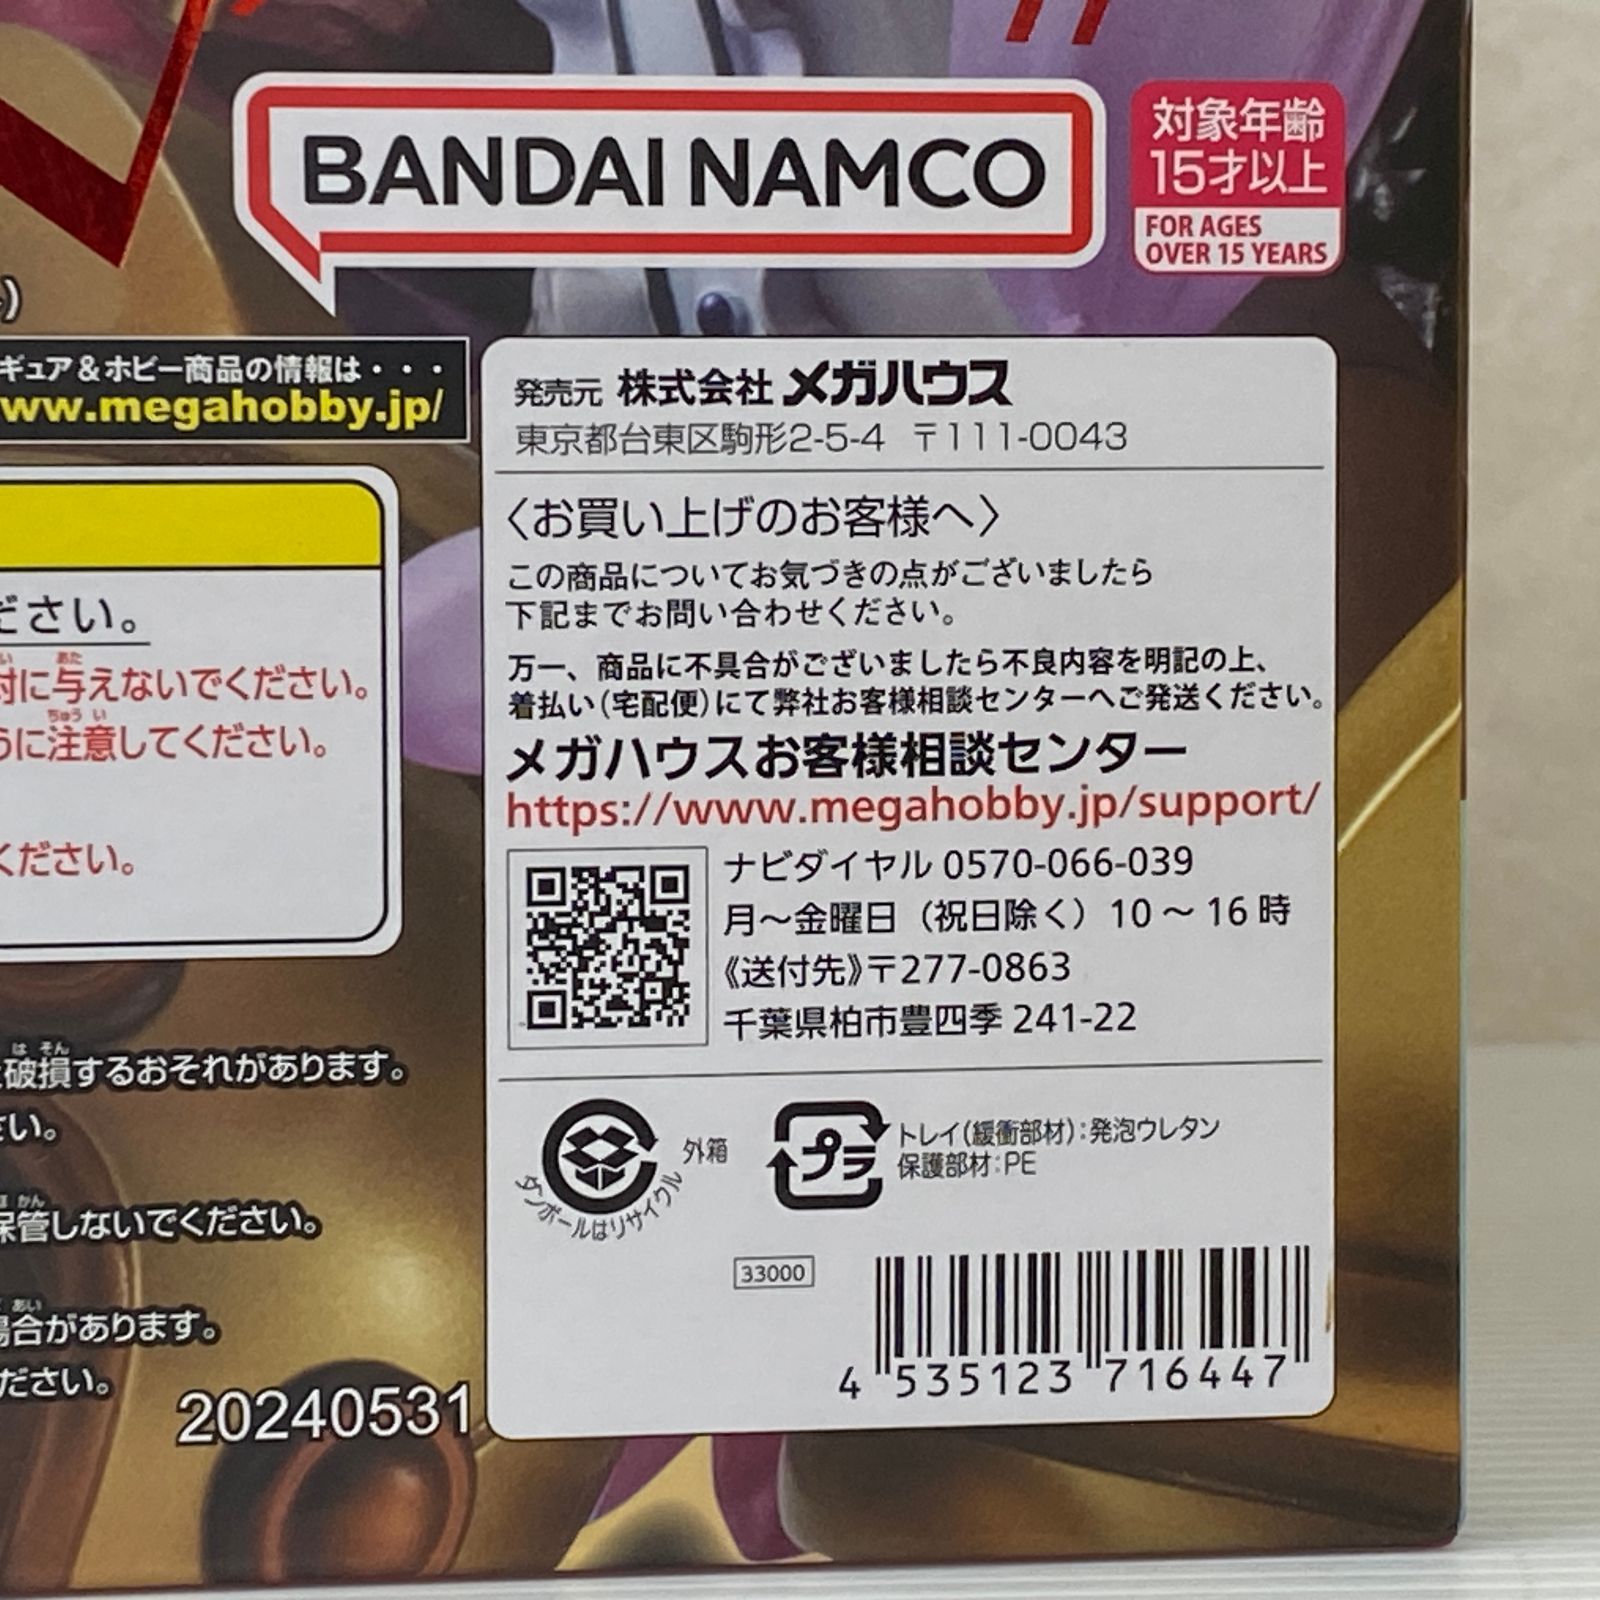 BANDAI NAMCO
対象年齢
15才以上
FOR AGES
OVER 15 YEARS
ギュア&ホビー商品の情報は・・・
ww.megahobby.jp/
発売元 株式会社 メガハウス
東京都台東区駒形2-5-4 〒111-0043
〈お買い上げのお客様へ〉
この商品についてお気づきの点がございましたら
下記までお問い合わせください。
万一、商品に不具合がございましたら不良内容を明記の上、
着払い(宅配便)にて弊社お客様相談センターへご発送ください。
メガハウスお客様相談センター
https://www.megahobby.jp/support/
ナビダイヤル 0570-066-039
月〜金曜日（祝日除く）10〜16時
《送付先》〒277-0863
千葉県柏市豊四季 241-22
ダンボールはリサイクル
外箱
プラ
トレイ(緩衝部材):発泡ウレタン
保護部材:PE
33000
4 535123 716447
ださい。
対に与えないでください。
うに注意してください。
ください。
破損するおそれがあります。
さい。
保管しないでください。
場合があります。
ださい。
20240531